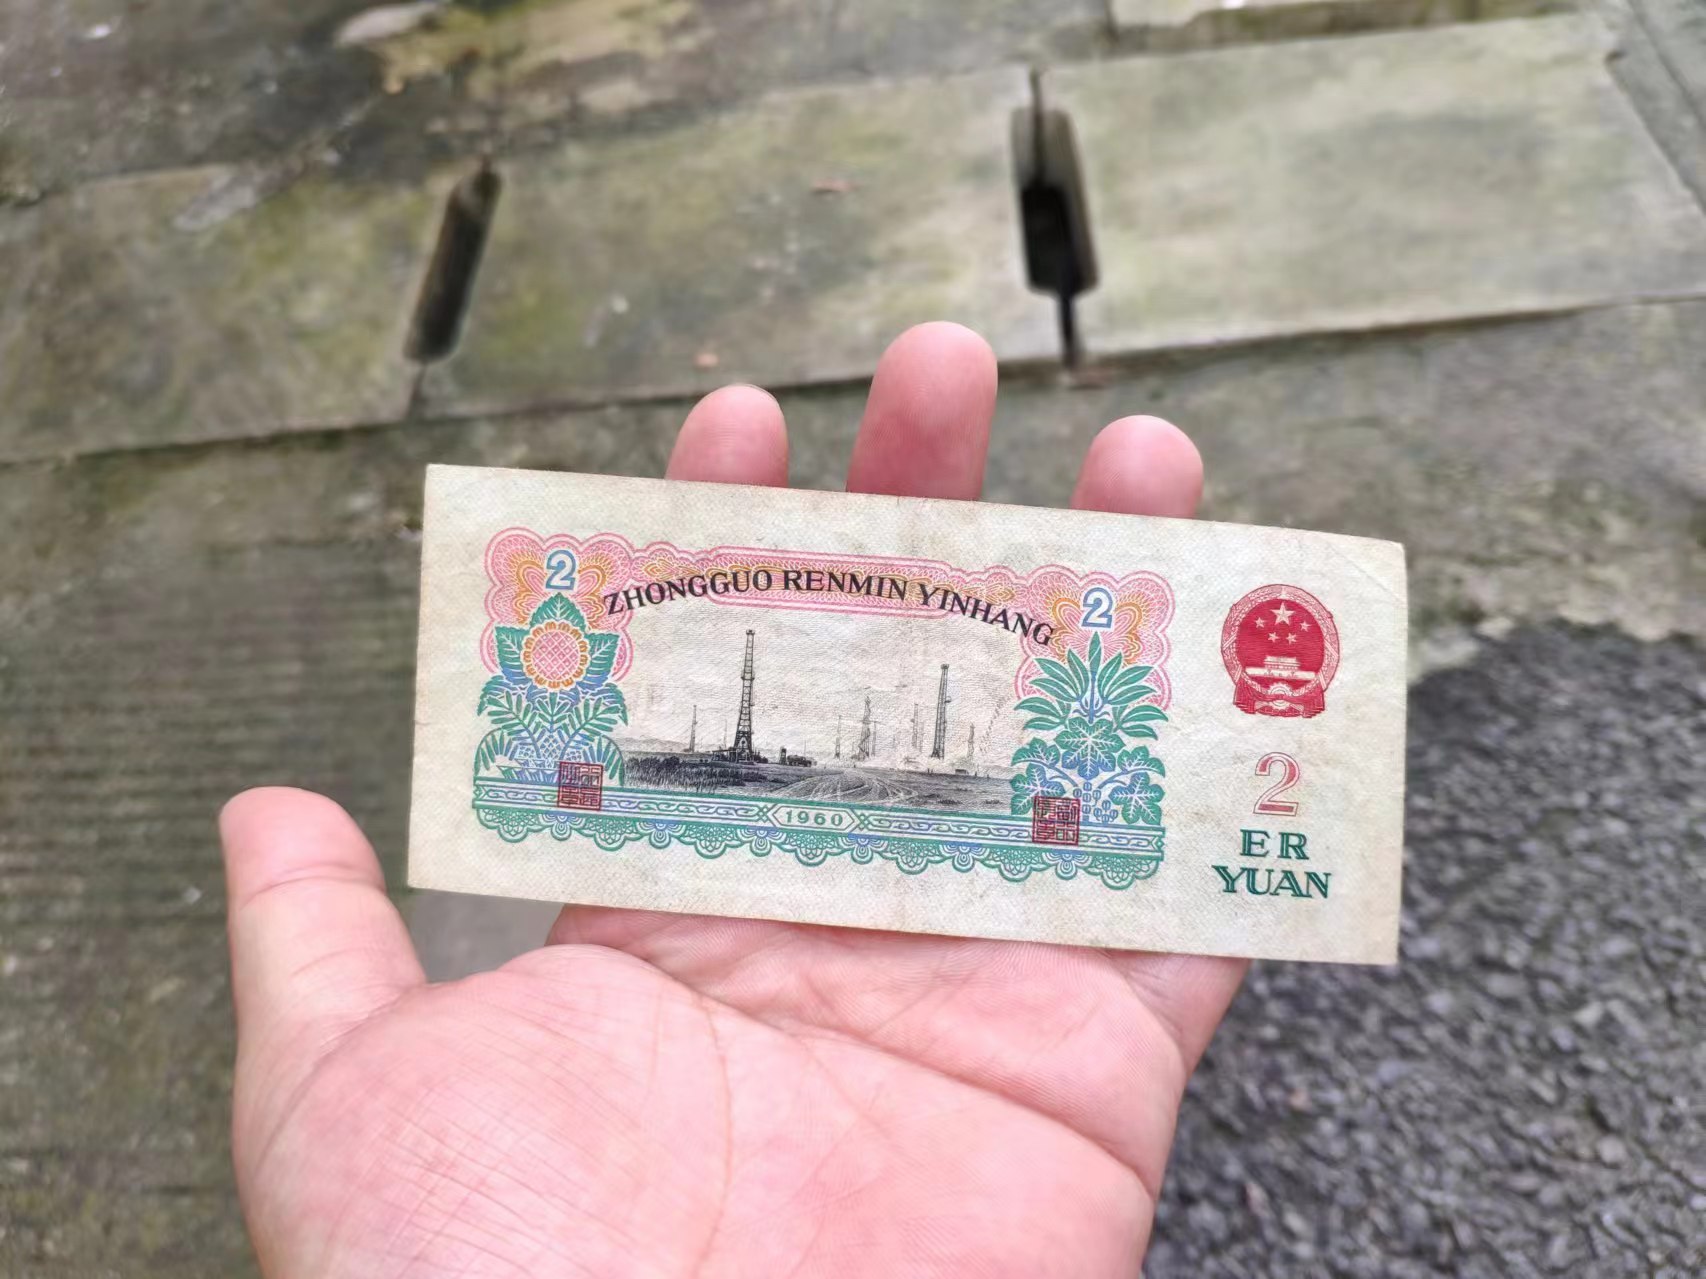 2
2
ZHONGGUO RENMIN YINHANG
1960
2
ER
YUAN